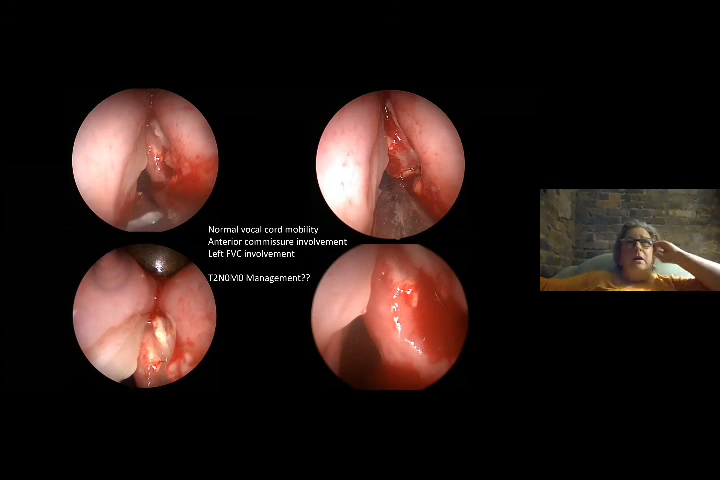 Normal vocal cord mobility
Anterior commissure involvement
Left FVC involvement
T2N0M0 Management??